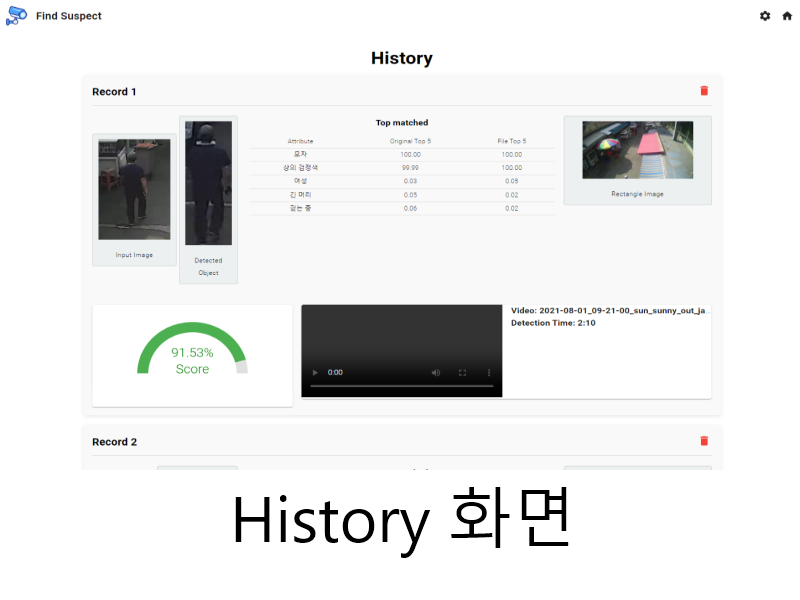 Find Suspect
History
Record 1
Top matched
Attribute Original Top 5 File Top 5
모자 100.00 100.00
상의 검정색 99.99 100.00
여성 0.03 0.05
긴 머리 0.05 0.02
걷는 중 0.06 0.02
Input Image
Detected
Object
Rectangle Image
91.53%
Score
0:00
Video: 2021-08-01_09-21-00_sun_sunny_out_ja
Detection Time: 2:10
Record 2
History 화면